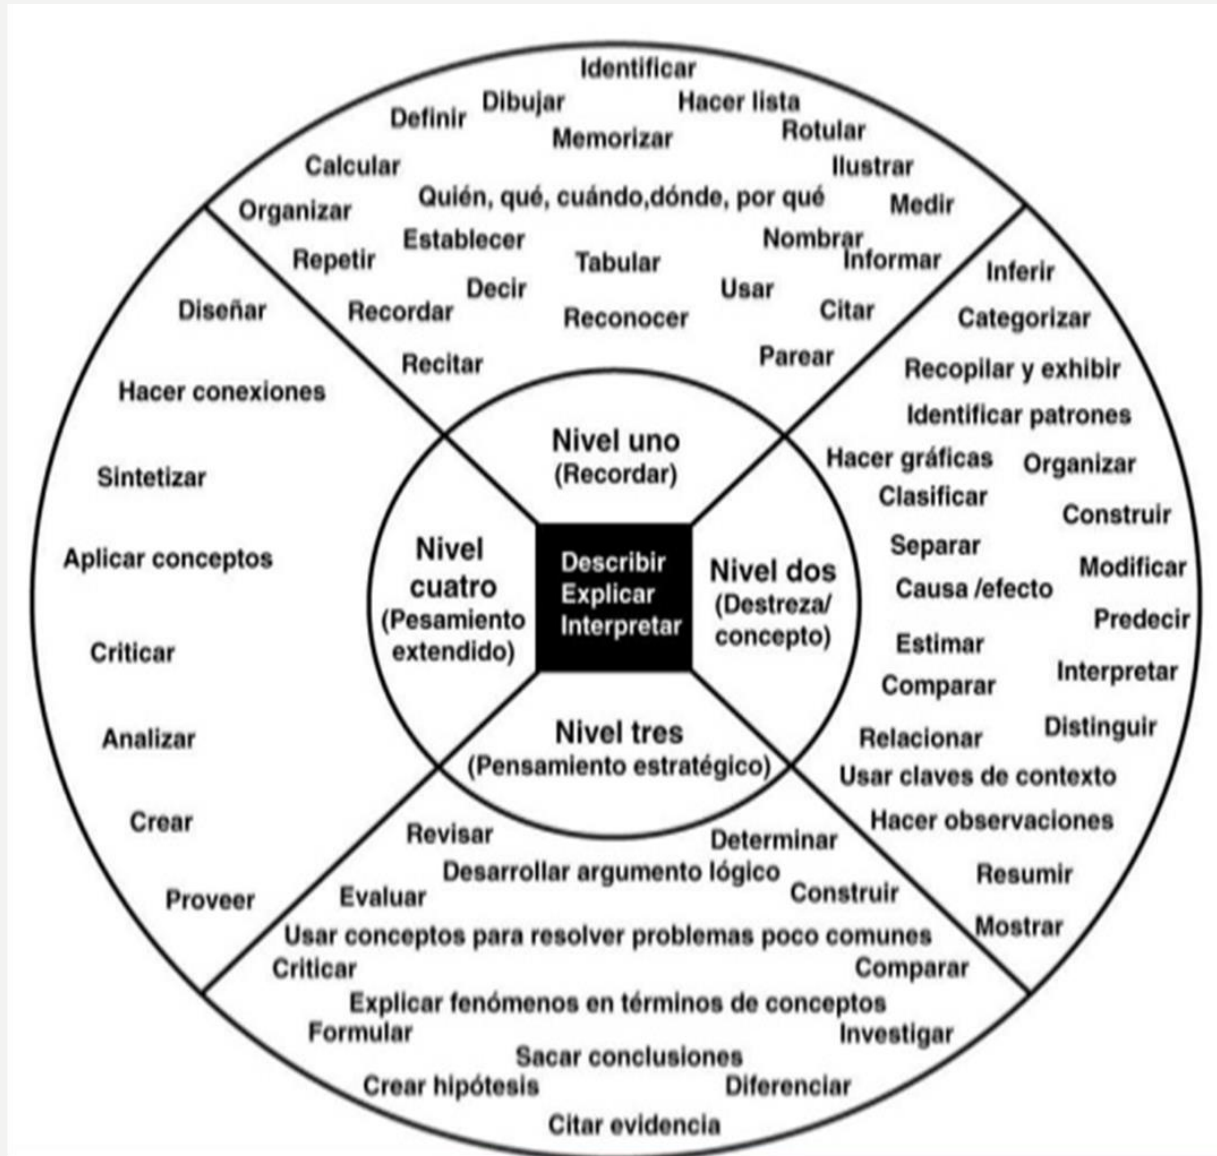 Identificar
Dibujar
Hacer lista
Definir
Memorizar
Rotular
Calcular
Ilustrar
Quién, qué, cuándo,dónde, por qué
Medir
Organizar
Establecer
Nombrar
Repetir
Tabular
Informar
Decir
Usar
Recordar
Reconocer
Citar
Recitar
Parear
Nivel uno
(Recordar)
Inferir
Categorizar
Recopilar y exhibir
Identificar patrones
Hacer gráficas
Organizar
Clasificar
Construir
Separar
Modificar
Causa /efecto
Predecir
Estimar
Interpretar
Comparar
Distinguir
Relacionar
Usar claves de contexto
Hacer observaciones
Resumir
Mostrar
Nivel dos
(Destreza/
concepto)
Describir
Explicar
Interpretar
Nivel tres
(Pensamiento estratégico)
Revisar
Determinar
Desarrollar argumento lógico
Evaluar
Construir
Usar conceptos para resolver problemas poco comunes
Criticar
Comparar
Explicar fenómenos en términos de conceptos
Formular
Investigar
Sacar conclusiones
Crear hipótesis
Diferenciar
Citar evidencia
Nivel
cuatro
(Pesamiento
extendido)
Diseñar
Hacer conexiones
Sintetizar
Aplicar conceptos
Criticar
Analizar
Crear
Proveer